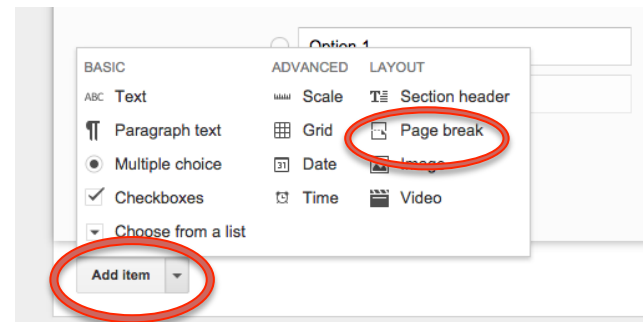 Option 1
BASIC ADVANCED LAYOUT
ABC Text Scale T Section header
¶ Paragraph text Grid Page break
Multiple choice 31 Date Image
Checkboxes Time Video
Choose from a list
Add item